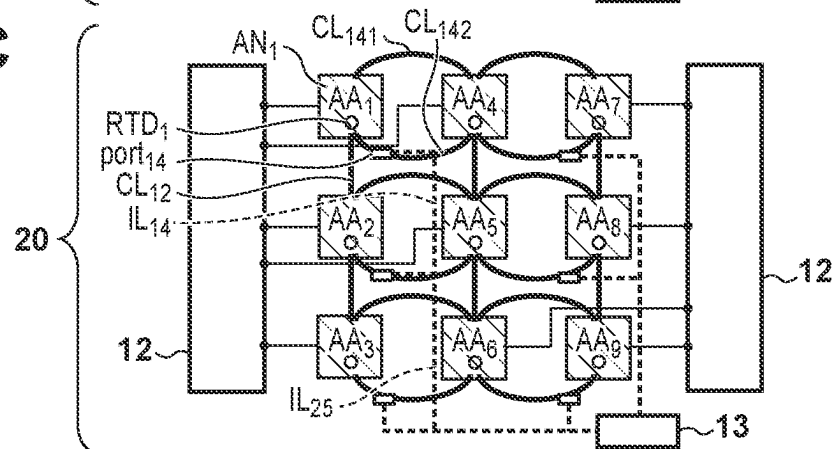 C
CL141 CL142
AN1
AA1 AA4 AA7
RTD1
port14
CL12
IL14
AA2 AA5 AA8
20
12
12
AA3 AA6 AA9
IL25
13